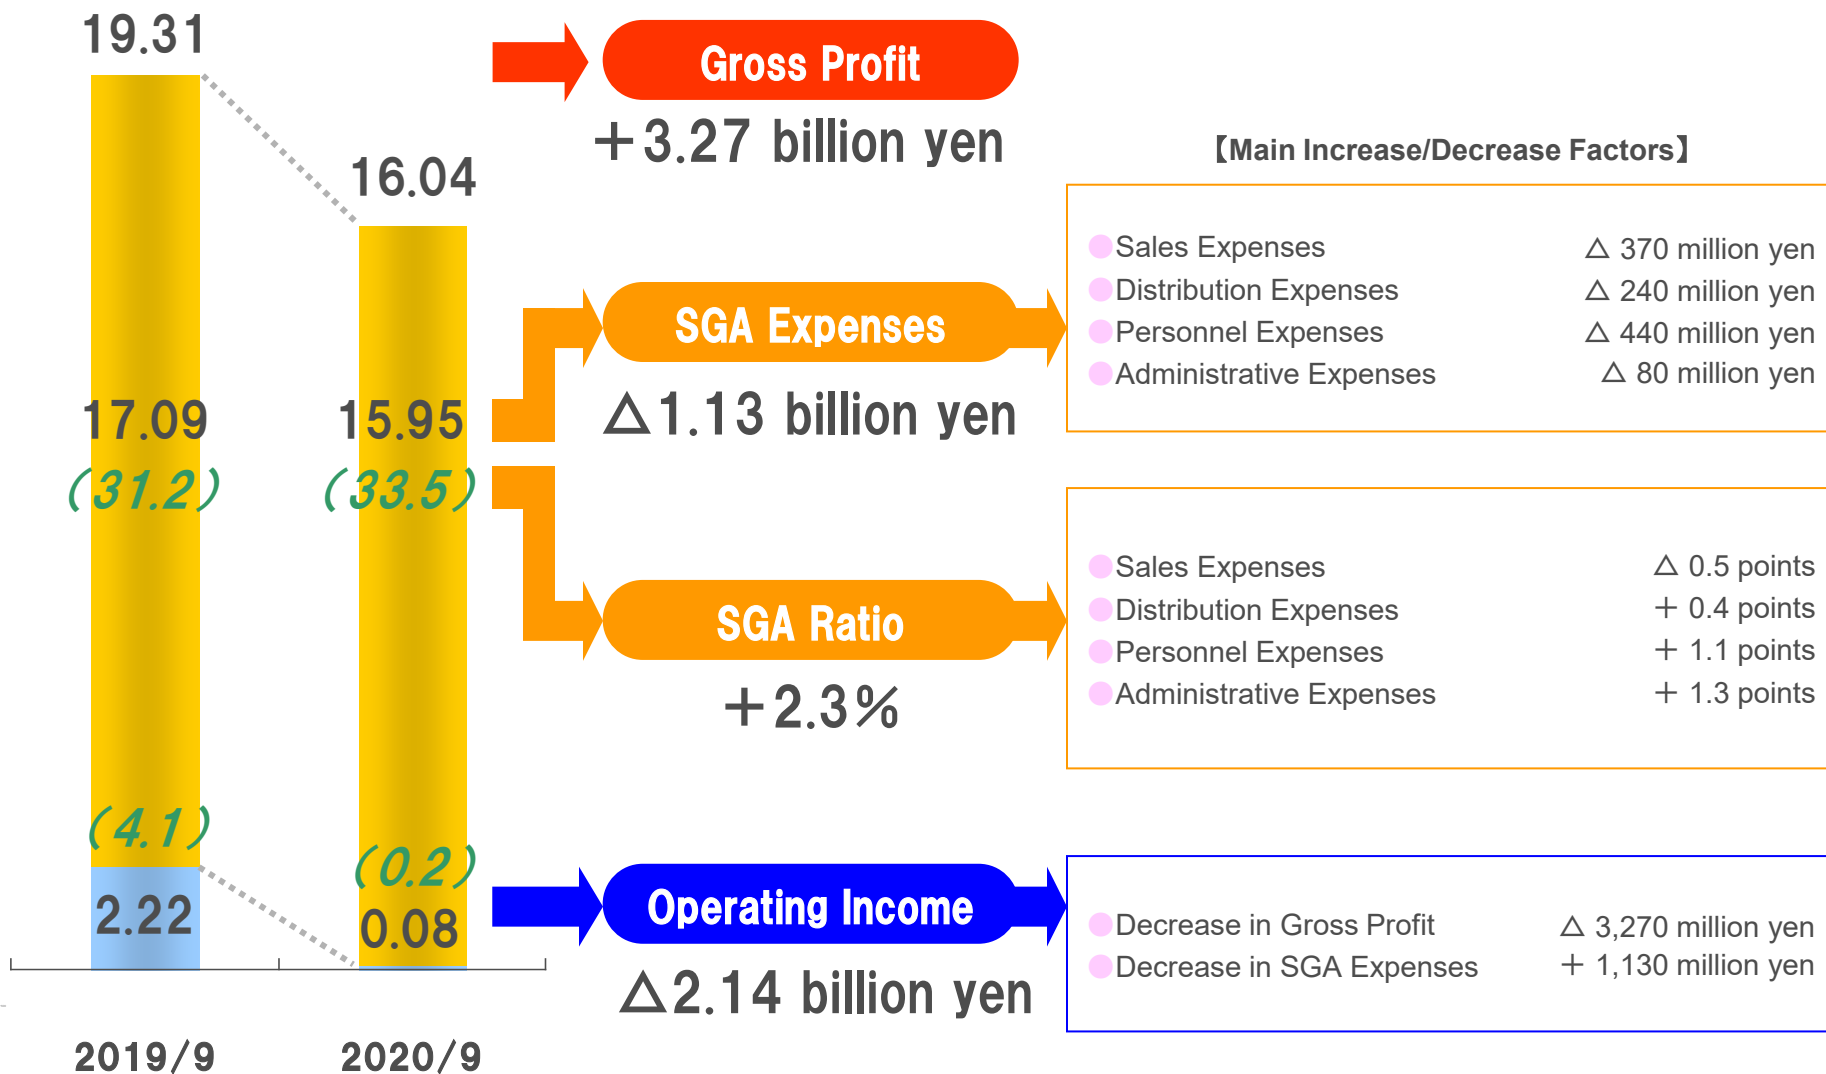 19.31
16.04
17.09
(31.2)
15.95
(33.5)
(4.1)
2.22
(0.2)
0.08
2019/9
2020/9
Gross Profit
+3.27 billion yen
SGA Expenses
△1.13 billion yen
SGA Ratio
+2.3%
Operating Income
△2.14 billion yen
【Main Increase/Decrease Factors】
Sales Expenses △ 370 million yen
Distribution Expenses △ 240 million yen
Personnel Expenses △ 440 million yen
Administrative Expenses △ 80 million yen
Sales Expenses △ 0.5 points
Distribution Expenses + 0.4 points
Personnel Expenses + 1.1 points
Administrative Expenses + 1.3 points
Decrease in Gross Profit △ 3,270 million yen
Decrease in SGA Expenses + 1,130 million yen